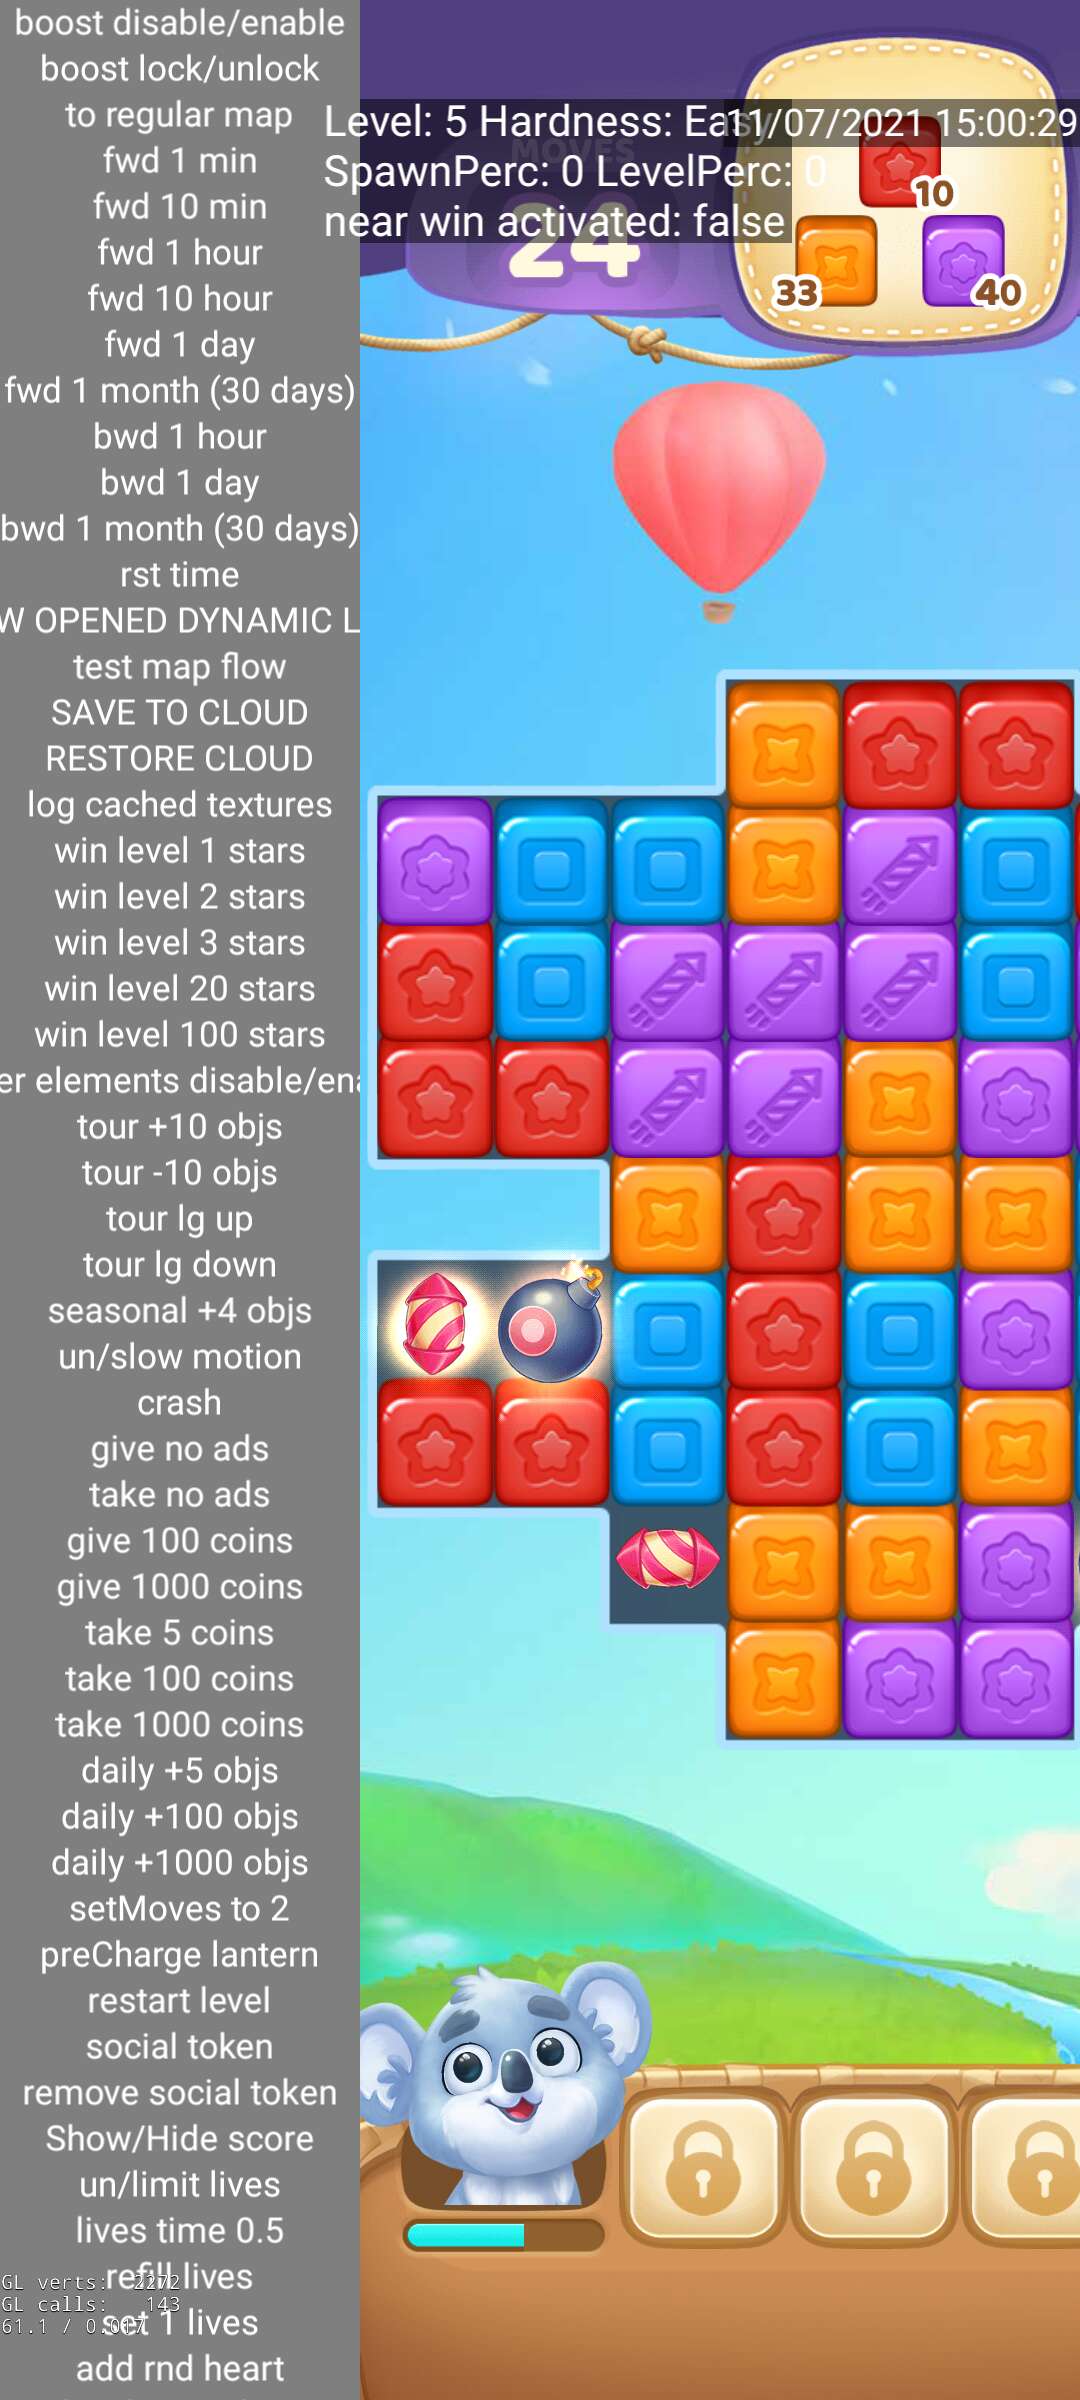 boost disable/enable
boost lock/unlock
to regular map
fwd 1 min
fwd 10 min
fwd 1 hour
fwd 10 hour
fwd 1 day
fwd 1 month (30 days)
bwd 1 hour
bwd 1 day
bwd 1 month (30 days)
rst time
W OPENED DYNAMIC L
test map flow
SAVE TO CLOUD
RESTORE CLOUD
log cached textures
win level 1 stars
win level 2 stars
win level 3 stars
win level 20 stars
win level 100 stars
er elements disable/ena
tour +10 objs
tour -10 objs
tour lg up
tour lg down
seasonal +4 objs
un/slow motion
crash
give no ads
take no ads
give 100 coins
give 1000 coins
take 5 coins
take 100 coins
take 1000 coins
daily +5 objs
daily +100 objs
daily +1000 objs
setMoves to 2
preCharge lantern
restart level
social token
remove social token
Show/Hide score
un/limit lives
lives time 0.5
refill lives
set 1 lives
add rnd heart
GL verts: 2272
GL calls: 143
61.1 / 0.017
Level: 5 Hardness: Easy
11/07/2021 15:00:29
SpawnPerc: 0 LevelPerc: 0
near win activated: false
MOVES
24
10
33
40